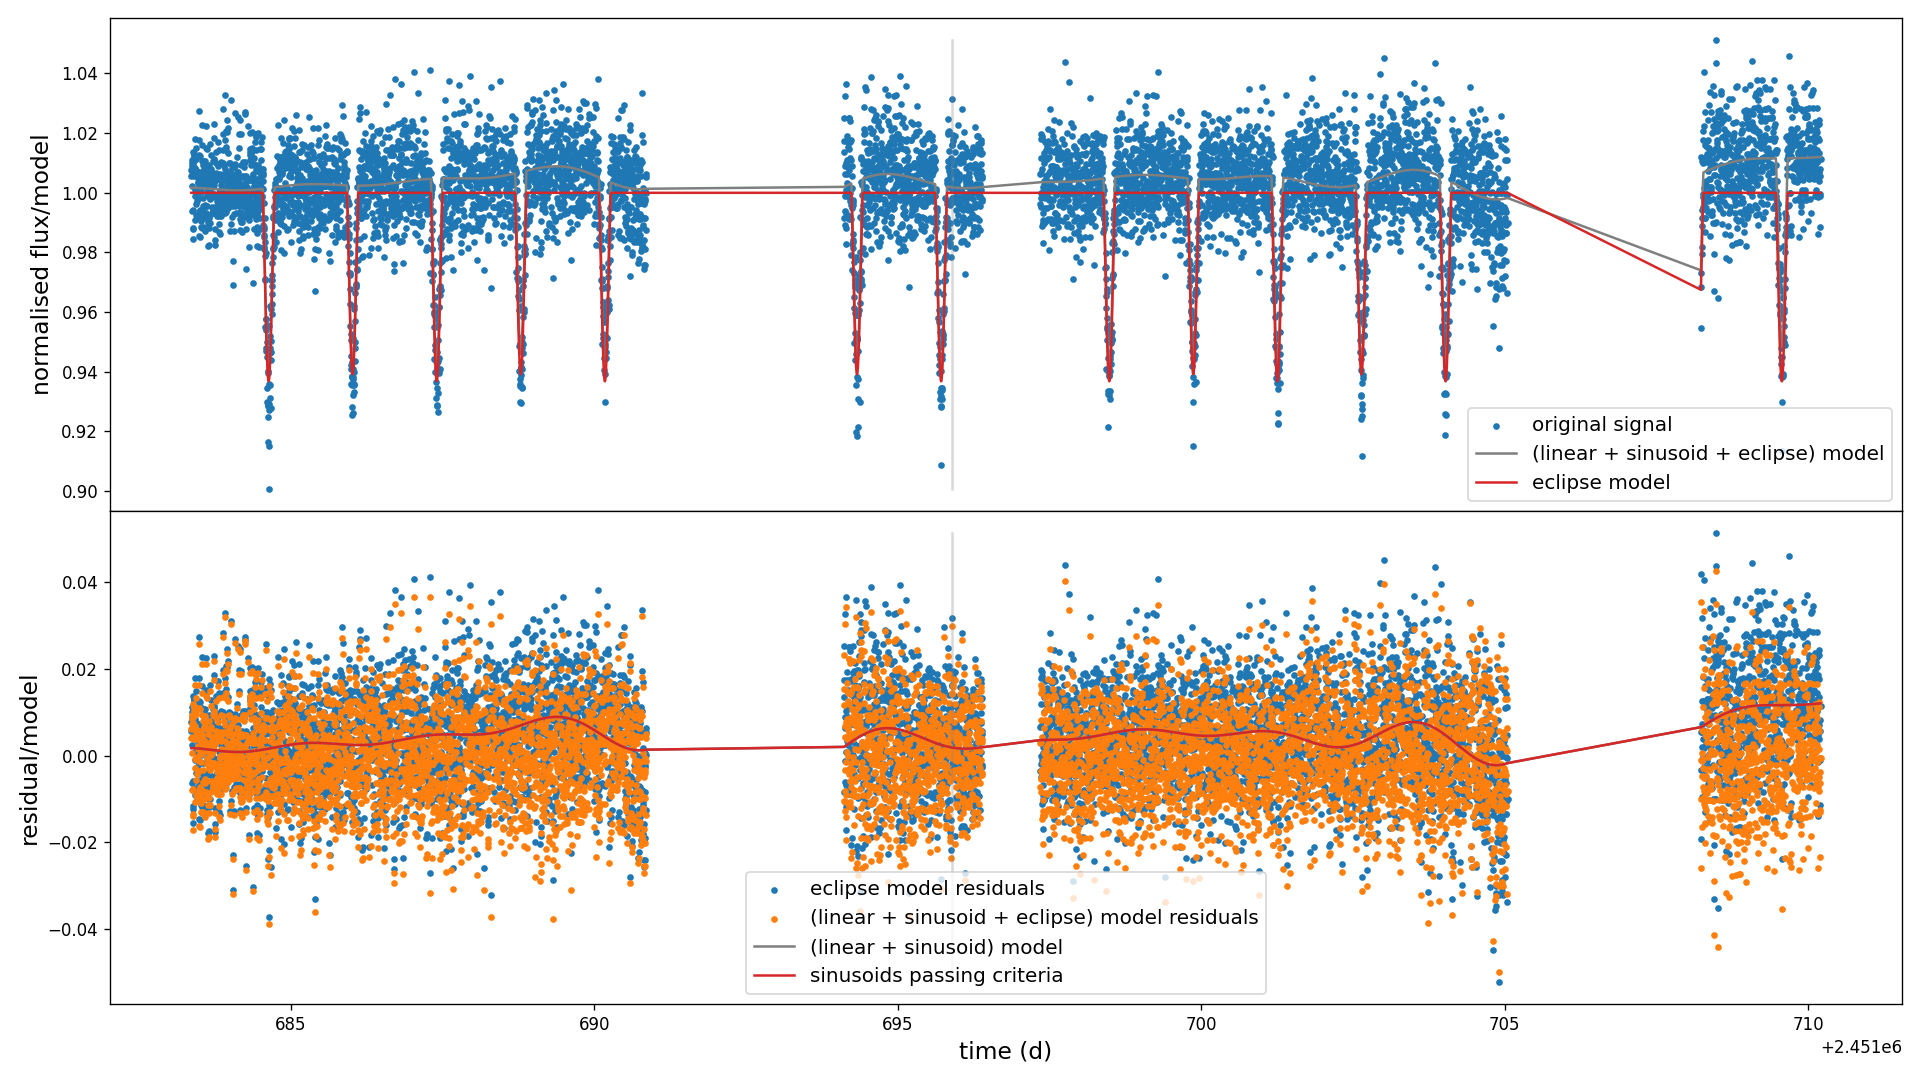 normalised flux/model
1.04
1.02
1.00
0.98
0.96
0.94
0.92
0.90
original signal
(linear + sinusoid + eclipse) model
eclipse model
residual/model
0.04
0.02
0.00
−0.02
−0.04
eclipse model residuals
(linear + sinusoid + eclipse) model residuals
(linear + sinusoid) model
sinusoids passing criteria
685 690 695 700 705 710
time (d)
+2.451e6